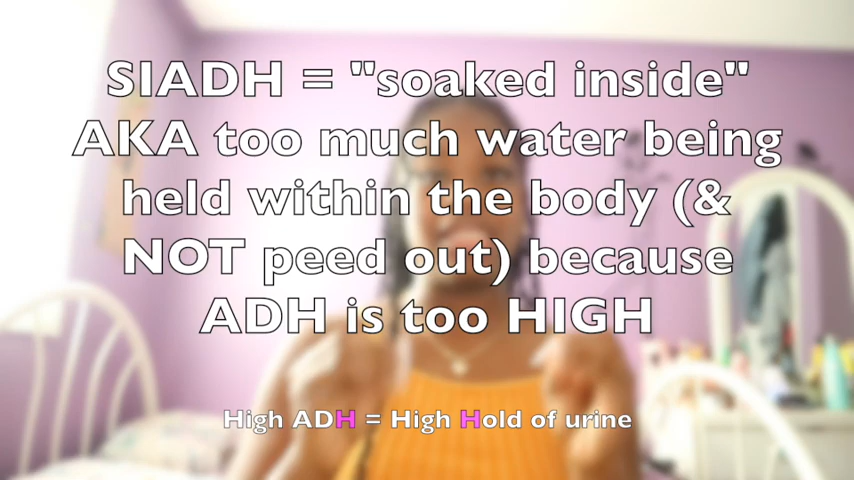 SIADH = "soaked inside"
AKA too much water being
held within the body (&
NOT peed out) because
ADH is too HIGH
High ADH = High Hold of urine